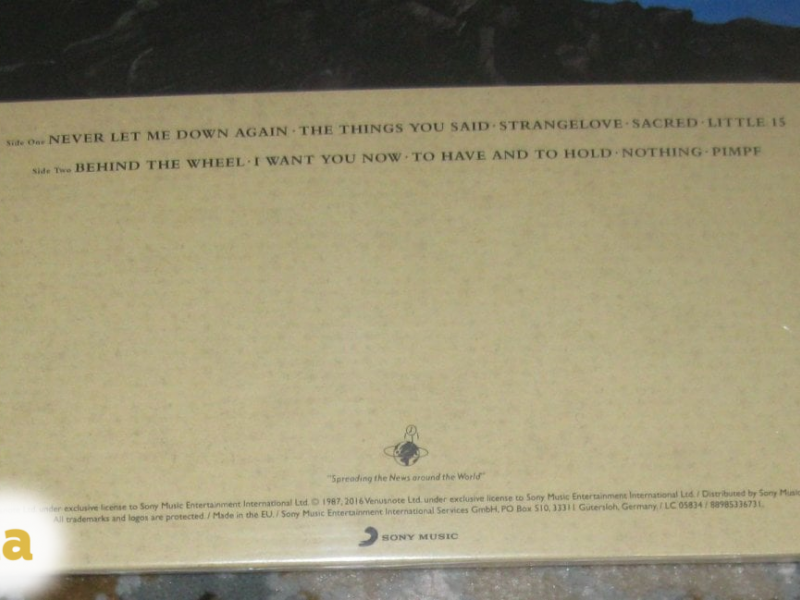 Side One NEVER LET ME DOWN AGAIN · THE THINGS YOU SAID · STRANGELOVE · SACRED · LITTLE 15
Side Two BEHIND THE WHEEL · I WANT YOU NOW · TO HAVE AND TO HOLD · NOTHING · PIMPF
"Spreading the News around the World"
under exclusive license to Sony Music Entertainment International Ltd. © 1987, 2016 Venusnote Ltd. under exclusive license to Sony Music Entertainment International Ltd. / Distributed by Sony Music
All trademarks and logos are protected. / Made in the EU. / Sony Music Entertainment International Services GmbH, PO Box 510, 33311 Gütersloh, Germany. / LC 05834 / 88985336731,
SONY MUSIC
a